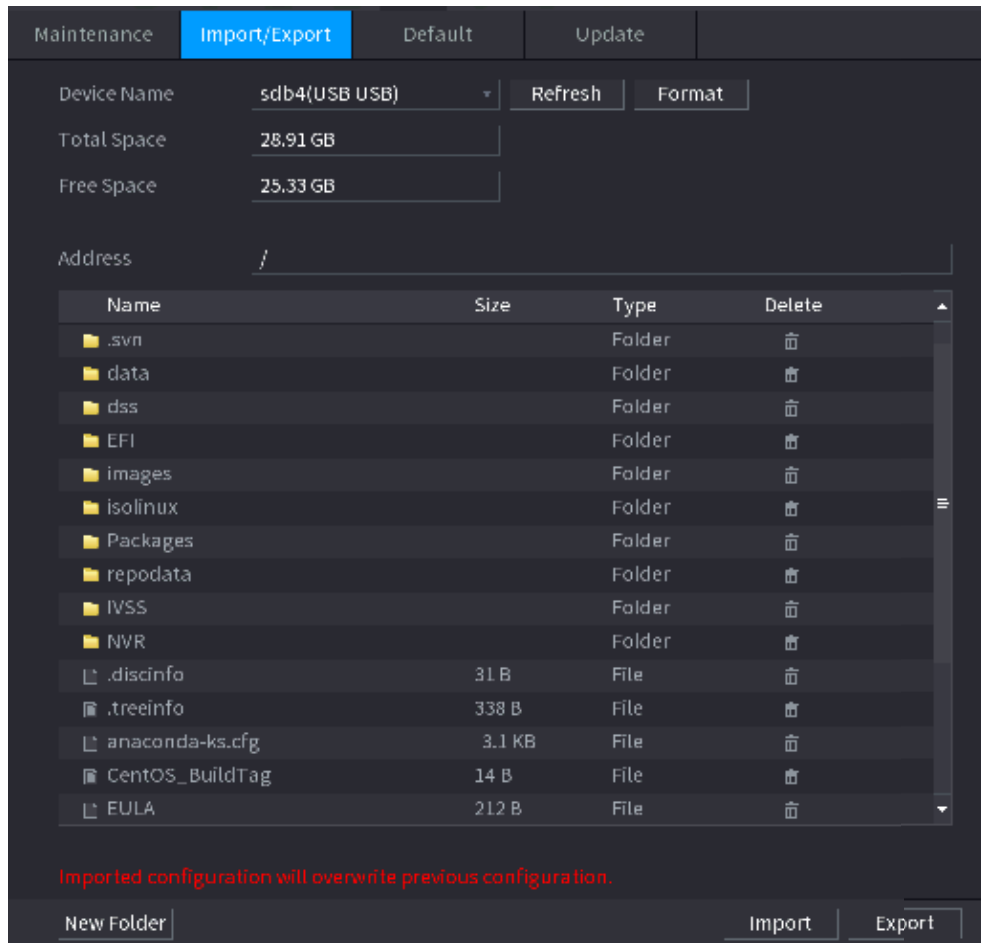 Maintenance Import/Export Default Update
Device Name sdb4(USB USB) Refresh Format
Total Space 28.91 GB
Free Space 25.33 GB
Address /
Name Size Type Delete
.svn Folder
data Folder
dss Folder
EFI Folder
images Folder
isolinux Folder
Packages Folder
repodata Folder
IVSS Folder
NVR Folder
.discinfo 31 B File
.treeinfo 338 B File
anaconda-ks.cfg 3.1 KB File
CentOS_BuildTag 14 B File
EULA 212 B File
Imported configuration will overwrite previous configuration.
New Folder Import Export